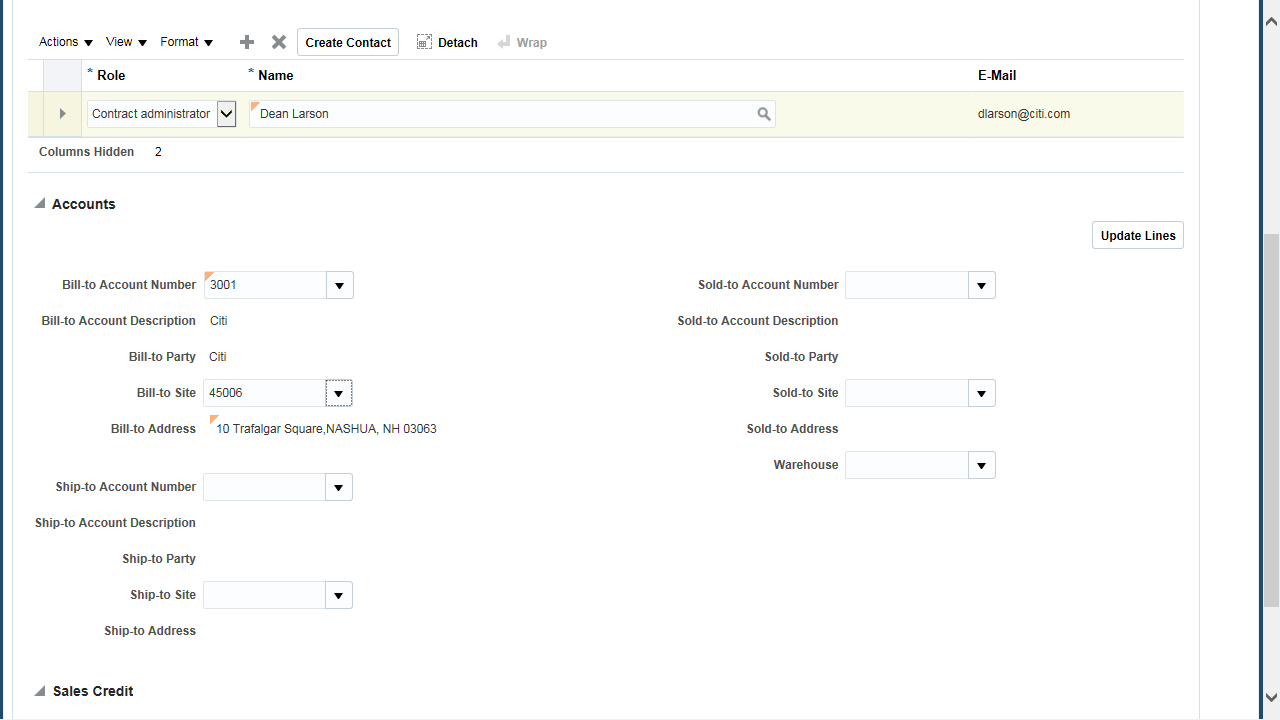 Actions View Format Create Contact Detach Wrap
* Role * Name E-Mail
Contract administrator Dean Larson dlarson@citi.com
Columns Hidden 2
Accounts
Update Lines
Bill-to Account Number 3001 Sold-to Account Number
Bill-to Account Description Citi Sold-to Account Description
Bill-to Party Citi Sold-to Party
Bill-to Site 45006 Sold-to Site
Bill-to Address 10 Trafalgar Square,NASHUA, NH 03063 Sold-to Address
Warehouse
Ship-to Account Number
Ship-to Account Description
Ship-to Party
Ship-to Site
Ship-to Address
Sales Credit